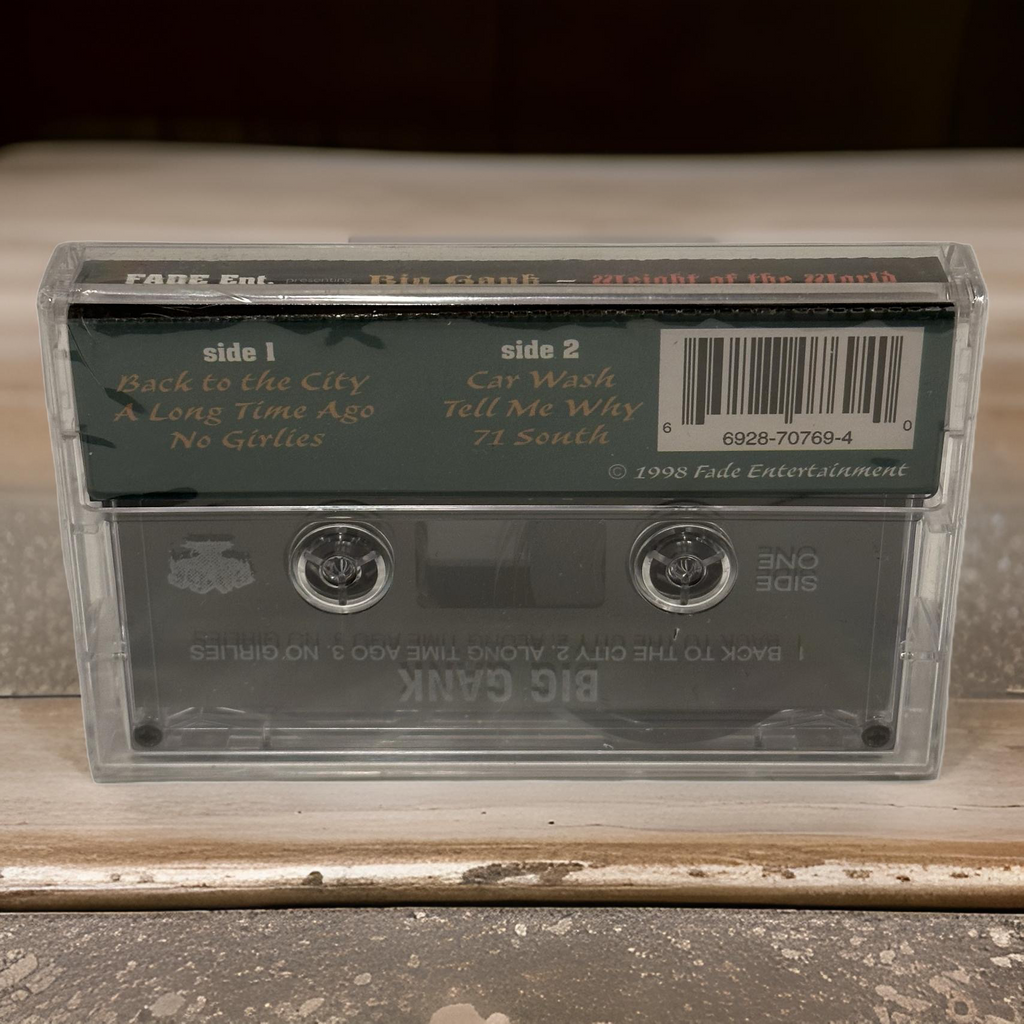 FADE Ent. presenting Big Gank ~ Weight of the World
side 1
Back to the City
A Long Time Ago
No Girlies
side 2
Car Wash
Tell Me Why
71 South
6 6928-70769-4 0
© 1998 Fade Entertainment
SIDE
ONE
1 BACK TO THE CITY 2. ALONG TIME AGO 3. NO GIRLIES
BIG GANK